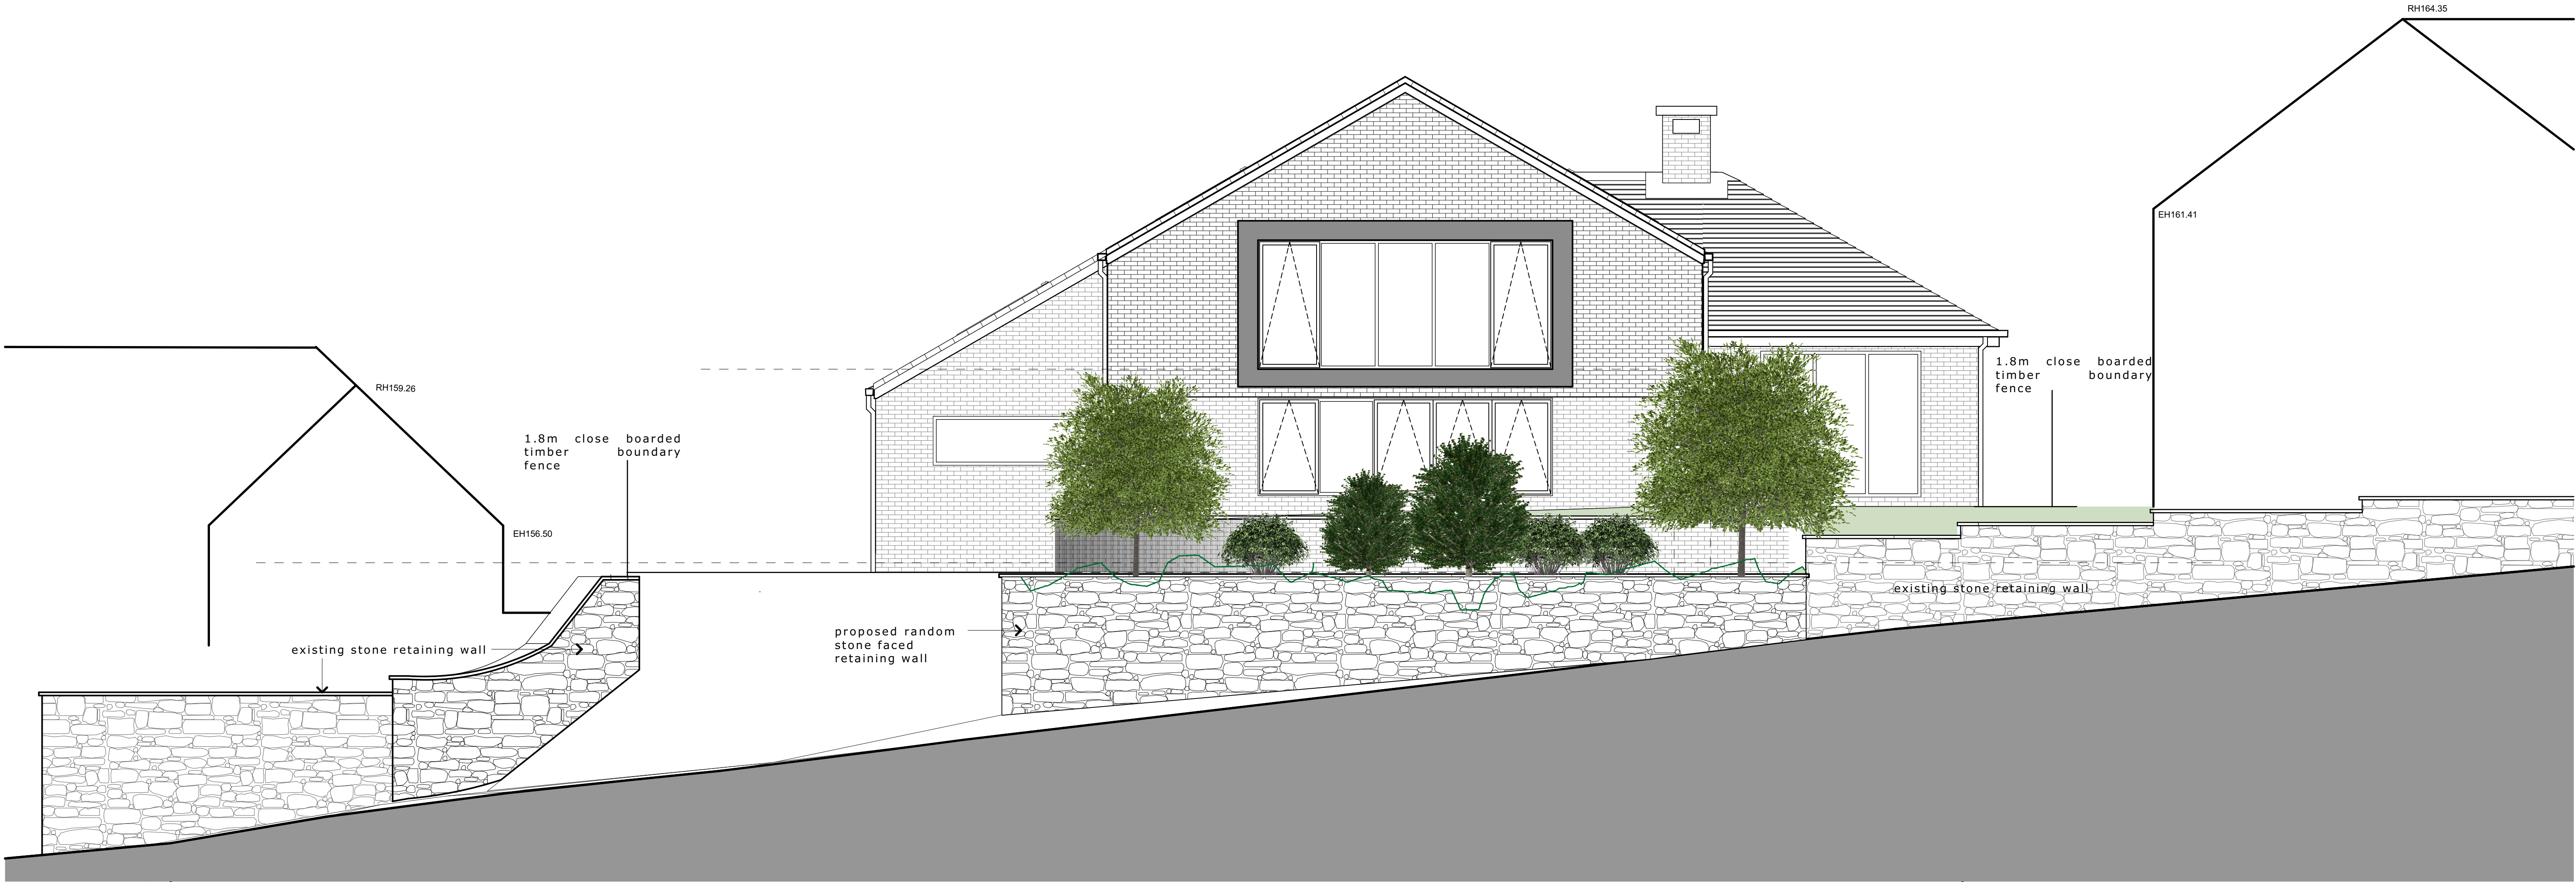 RH164.35
EH161.41
1.8m close boarded
timber boundary
fence
RH159.26
1.8m close boarded
timber boundary
fence
EH156.50
existing stone retaining wall
proposed random
stone faced
retaining wall
existing stone retaining wall